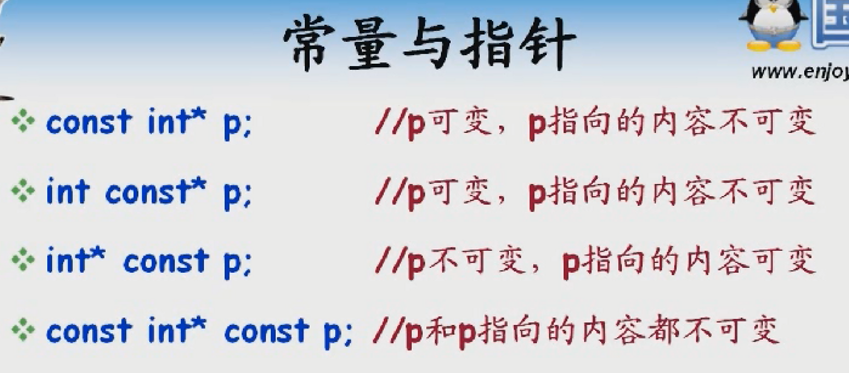 常量与指针
国
www.enjoy
const int* p; //p可变，p指向的内容不可变
int const* p; //p可变，p指向的内容不可变
int* const p; //p不可变，p指向的内容可变
const int* const p; //p和p指向的内容都不可变